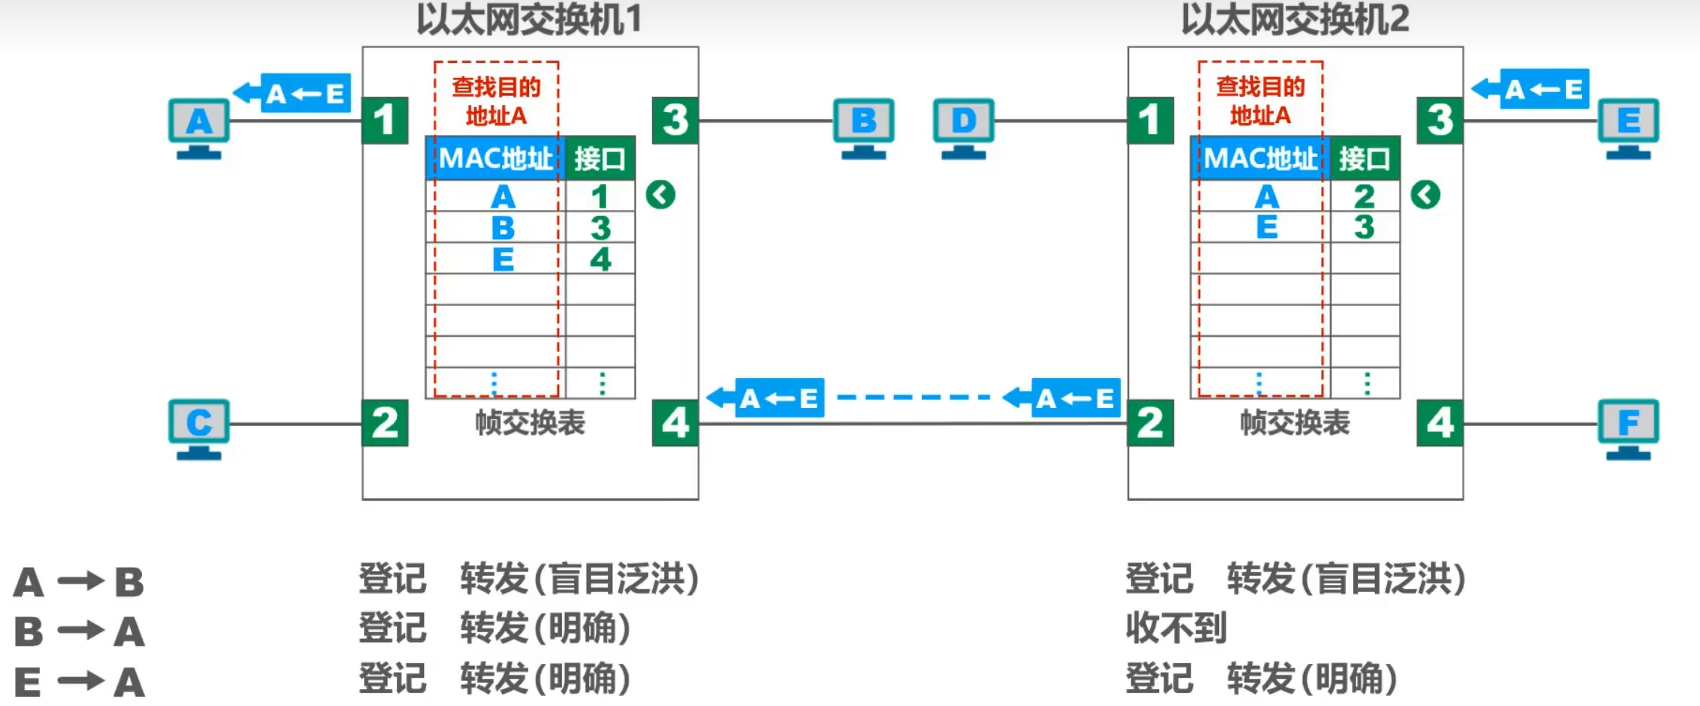 以太网交换机1 以太网交换机2
A←E 查找目的 查找目的 A←E
地址A 地址A
A 1 3 B D 1 3 E
MAC地址 接口 MAC地址 接口
A 1 A 2
B 3 E 3
E 4
⋮ ⋮ ⋮ ⋮
A←E A←E
C 2 帧交换表 4 2 帧交换表 4 F
A→B 登记 转发(盲目泛洪) 登记 转发(盲目泛洪)
B→A 登记 转发(明确) 收不到
E→A 登记 转发(明确) 登记 转发(明确)